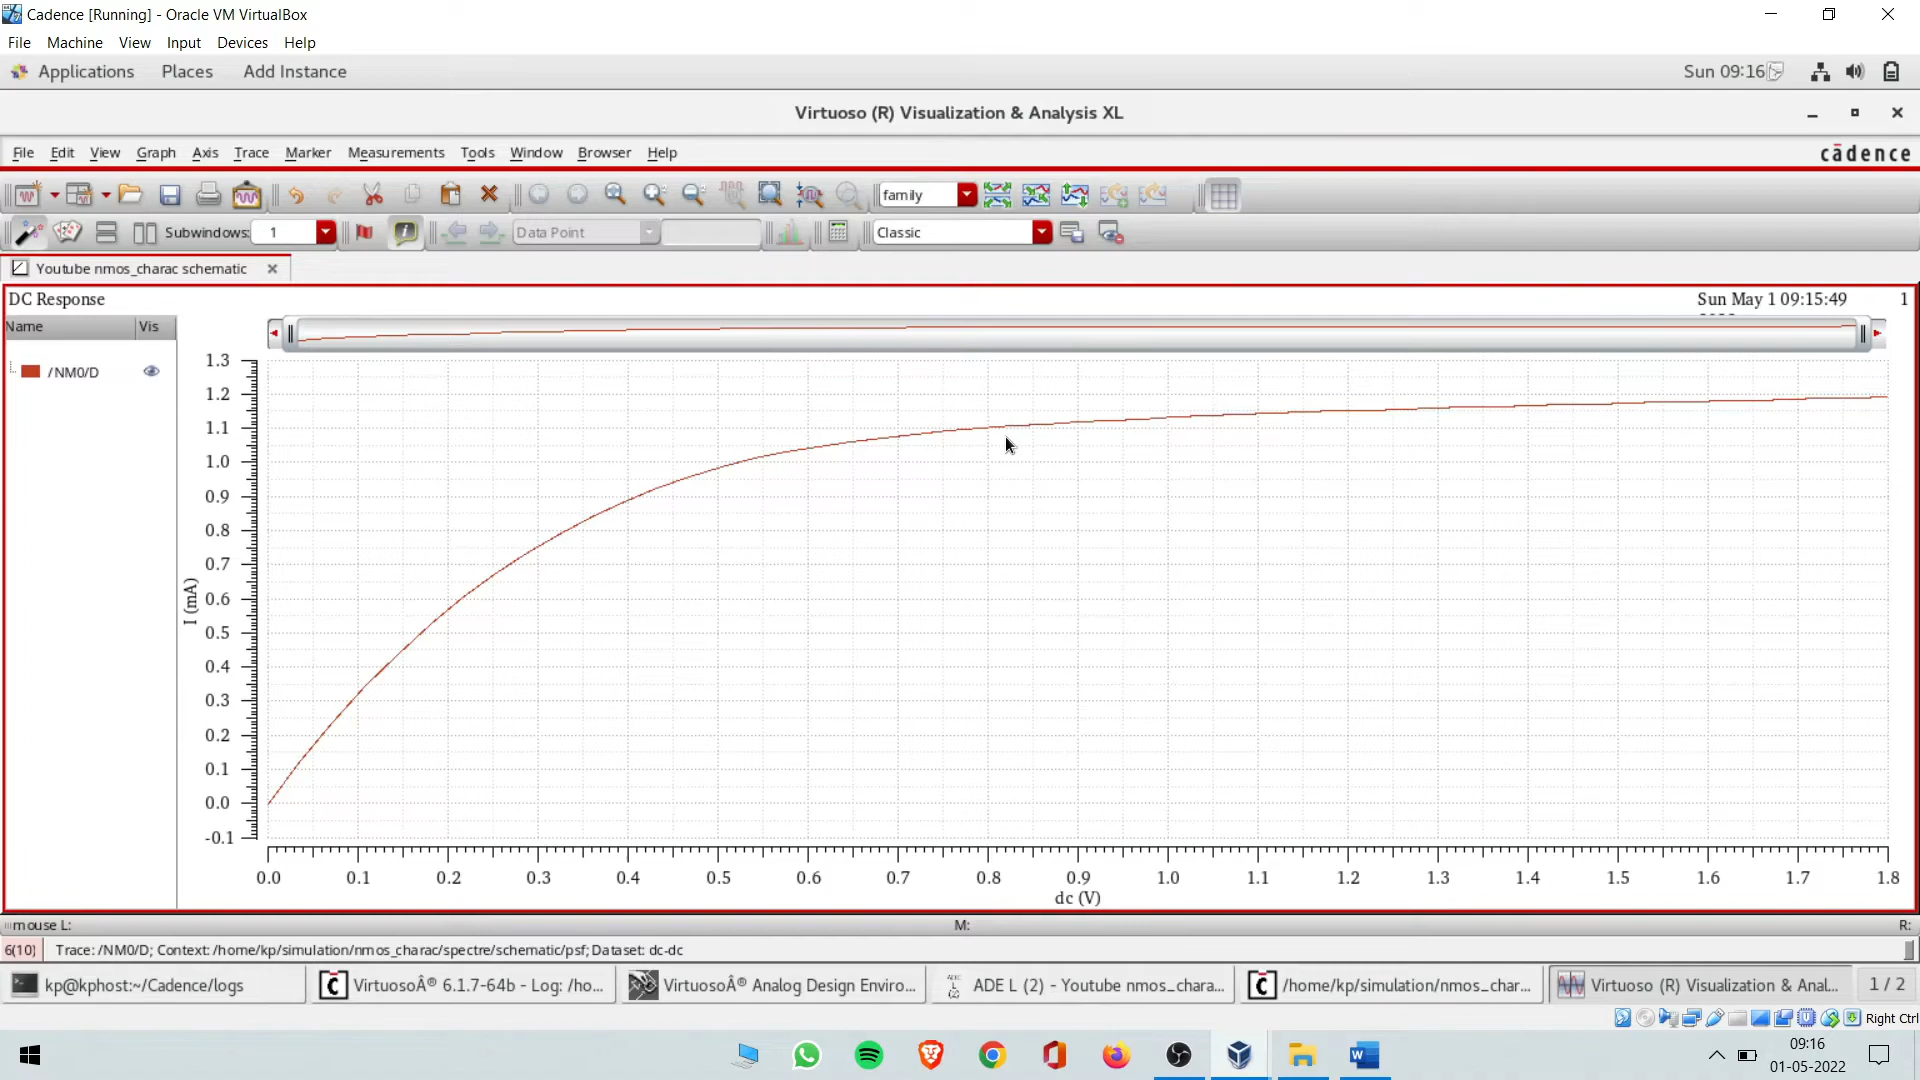 Cadence [Running] - Oracle VM VirtualBox
File Machine View Input Devices Help
Applications Places Add Instance Sun 09:16
Virtuoso (R) Visualization & Analysis XL
File Edit View Graph Axis Trace Marker Measurements Tools Window Browser Help cādence
family
Subwindows: 1 Data Point Classic
Youtube nmos_charac schematic
DC Response Sun May 1 09:15:49 1
Name Vis
/NM0/D
1.3
1.2
1.1
1.0
0.9
0.8
0.7
0.6
0.5
0.4
0.3
0.2
0.1
0.0
-0.1
I (mA)
0.0 0.1 0.2 0.3 0.4 0.5 0.6 0.7 0.8 0.9 1.0 1.1 1.2 1.3 1.4 1.5 1.6 1.7 1.8
dc (V)
mouse L: M: R:
6(10) Trace: /NM0/D; Context: /home/kp/simulation/nmos_charac/spectre/schematic/psf; Dataset: dc-dc
kp@kphost:~/Cadence/logs VirtuosoÂ® 6.1.7-64b - Log: /ho... VirtuosoÂ® Analog Design Enviro... ADE L (2) - Youtube nmos_chara... /home/kp/simulation/nmos_char... Virtuoso (R) Visualization & Anal... 1 / 2
Right Ctrl
09:16
01-05-2022